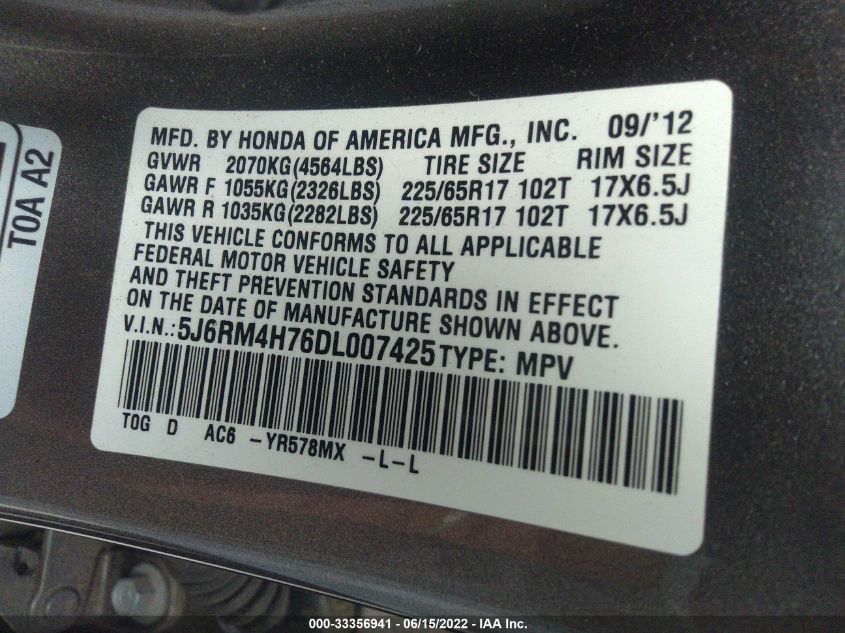 MFD. BY HONDA OF AMERICA MFG., INC. 09/'12
GVWR 2070KG(4564LBS) TIRE SIZE RIM SIZE
GAWR F 1055KG(2326LBS) 225/65R17 102T 17X6.5J
GAWR R 1035KG(2282LBS) 225/65R17 102T 17X6.5J
THIS VEHICLE CONFORMS TO ALL APPLICABLE
FEDERAL MOTOR VEHICLE SAFETY
AND THEFT PREVENTION STANDARDS IN EFFECT
ON THE DATE OF MANUFACTURE SHOWN ABOVE.
V.I.N.:5J6RM4H76DL007425 TYPE: MPV
T0G D AC6 -YR578MX -L-L
T0A A2
000-33356941 - 06/15/2022 - IAA Inc.